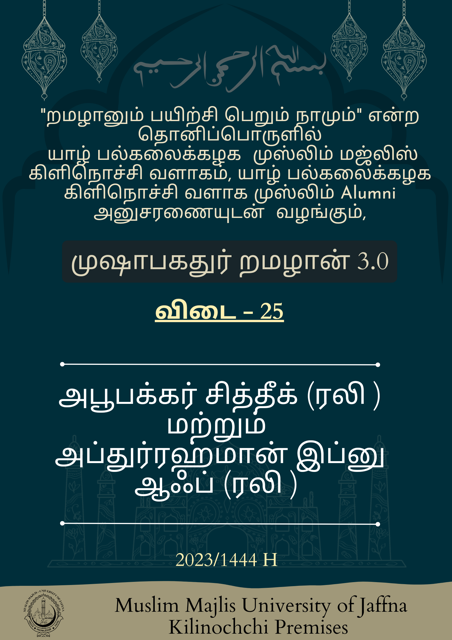 بسم الله الرحمن الرحيم
"றமழானும் பயிற்சி பெறும் நாமும்" என்ற
தொனிப்பொருளில்
யாழ் பல்கலைக்கழக முஸ்லிம் மஜ்லிஸ்
கிளிநொச்சி வளாகம், யாழ் பல்கலைக்கழக
கிளிநொச்சி வளாக முஸ்லிம் Alumni
அனுசரணையுடன் வழங்கும்,
முஷாபகதுர் றமழான் 3.0
விடை - 25
அபூபக்கர் சித்தீக் (ரலி )
மற்றும்
அப்துர்ரஹ்மான் இப்னு
ஆஃப் (ரலி )
2023/1444 H
Muslim Majlis University of Jaffna
Kilinochchi Premises